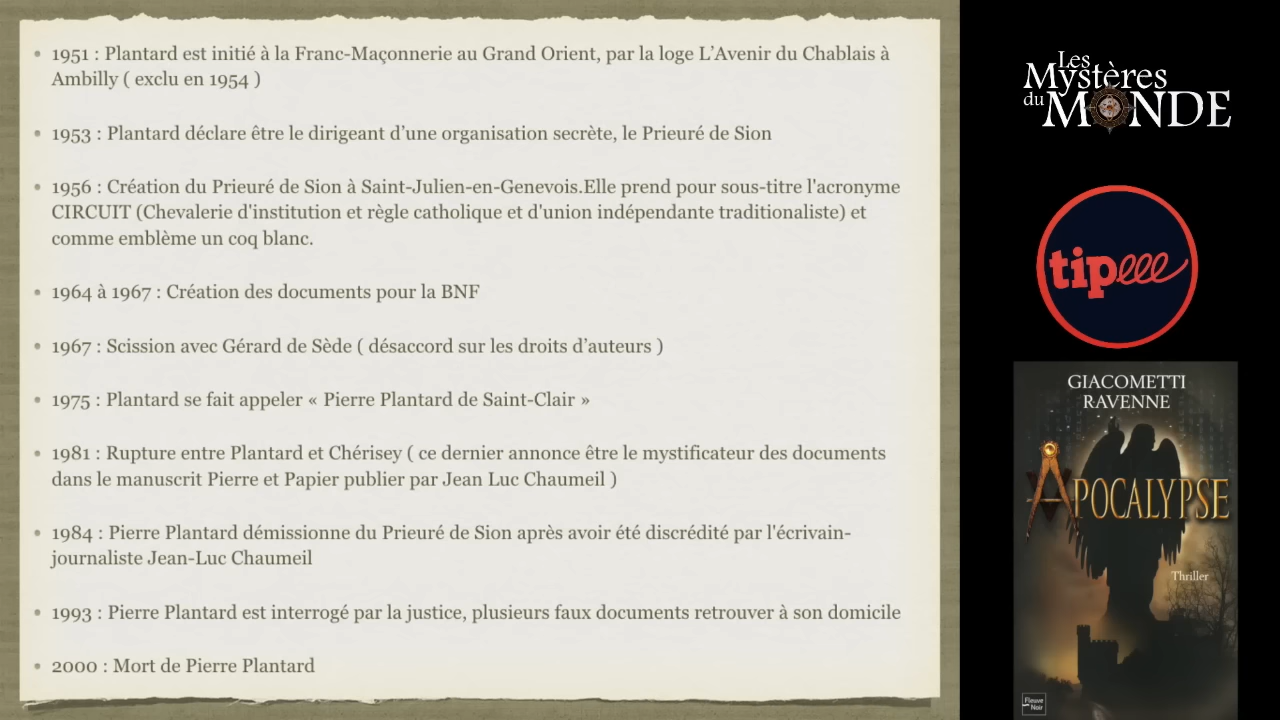 1951 : Plantard est initié à la Franc-Maçonnerie au Grand Orient, par la loge L’Avenir du Chablais à
Ambilly ( exclu en 1954 )
1953 : Plantard déclare être le dirigeant d’une organisation secrète, le Prieuré de Sion
1956 : Création du Prieuré de Sion à Saint-Julien-en-Genevois.Elle prend pour sous-titre l'acronyme
CIRCUIT (Chevalerie d'institution et règle catholique et d'union indépendante traditionaliste) et
comme emblème un coq blanc.
1964 à 1967 : Création des documents pour la BNF
1967 : Scission avec Gérard de Sède ( désaccord sur les droits d’auteurs )
1975 : Plantard se fait appeler « Pierre Plantard de Saint-Clair »
1981 : Rupture entre Plantard et Chérisey ( ce dernier annonce être le mystificateur des documents
dans le manuscrit Pierre et Papier publier par Jean Luc Chaumeil )
1984 : Pierre Plantard démissionne du Prieuré de Sion après avoir été discrédité par l'écrivain-
journaliste Jean-Luc Chaumeil
1993 : Pierre Plantard est interrogé par la justice, plusieurs faux documents retrouver à son domicile
2000 : Mort de Pierre Plantard
Les
Mystères
du MONDE
tipeee
GIACOMETTI
RAVENNE
APOCALYPSE
Thriller
Fleuve
Noir